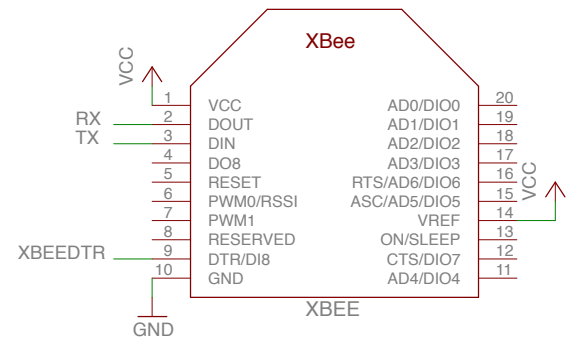 XBee
VCC
1 VCC AD0/DIO0 20
RX 2 DOUT AD1/DIO1 19
TX 3 DIN AD2/DIO2 18
4 DO8 AD3/DIO3 17
5 RESET RTS/AD6/DIO6 16
6 PWM0/RSSI ASC/AD5/DIO5 15
VCC
7 PWM1 VREF 14
8 RESERVED ON/SLEEP 13
XBEEDTR 9 DTR/DI8 CTS/DIO7 12
10 GND AD4/DIO4 11
XBEE
GND